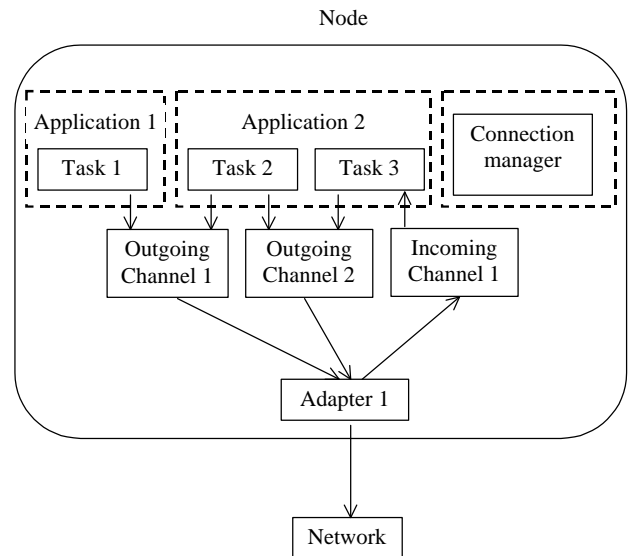 Node
Application 1
Application 2
Connection
manager
Task 1
Task 2
Task 3
Outgoing
Channel 1
Outgoing
Channel 2
Incoming
Channel 1
Adapter 1
Network